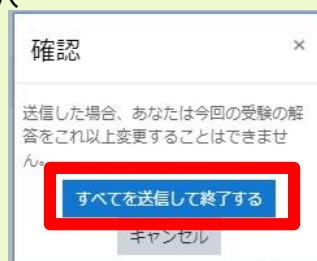 確認
×
送信した場合、あなたは今回の受験の解
答をこれ以上変更することはできませ
ん。
すべてを送信して終了する
キャンセル